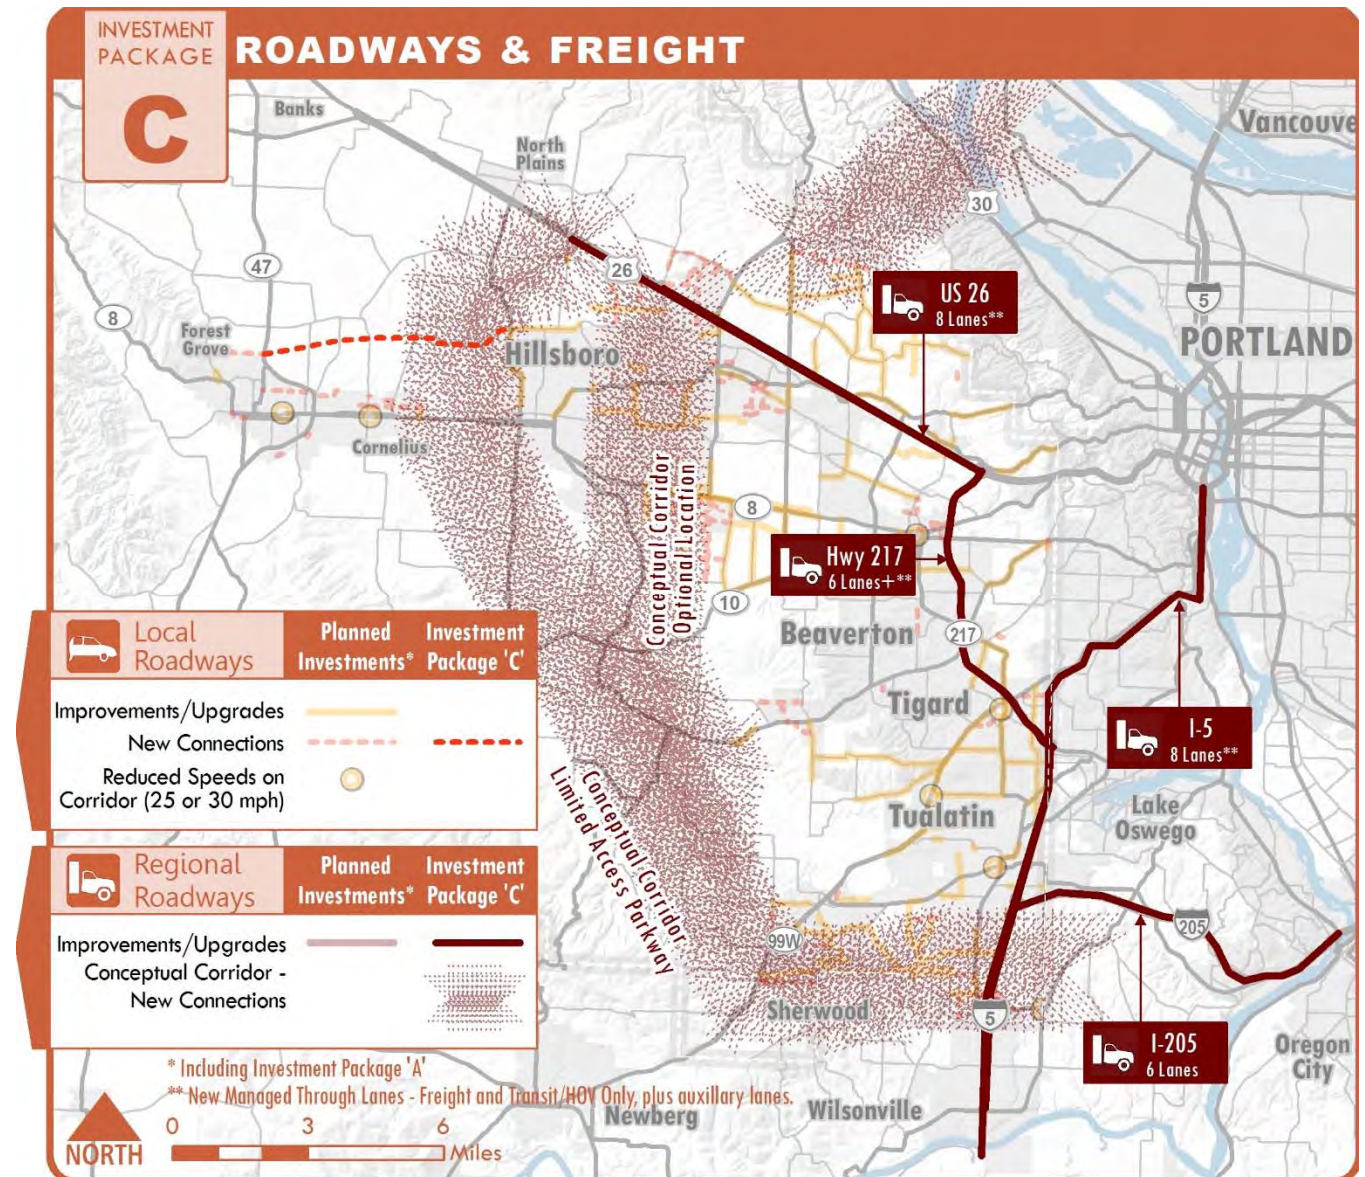 INVESTMENT
PACKAGE
C
ROADWAYS & FREIGHT
Banks
North
Plains
Vancouve
30
47
26
8
5
US 26
8 Lanes**
Forest
Grove
PORTLAND
Hillsboro
Cornelius
Conceptual Corridor
Optional Location
8
Hwy 217
6 Lanes+**
10
Beaverton
217
Tigard
I-5
8 Lanes**
Lake
Oswego
Tualatin
Conceptual Corridor
Limited Access Parkway
99W
205
Sherwood
5
I-205
6 Lanes
Oregon
City
Wilsonville
Newberg
Local
Roadways
Planned
Investments*
Investment
Package 'C'
Improvements/Upgrades
New Connections
Reduced Speeds on
Corridor (25 or 30 mph)
Regional
Roadways
Planned
Investments*
Investment
Package 'C'
Improvements/Upgrades
Conceptual Corridor -
New Connections
* Including Investment Package 'A'
** New Managed Through Lanes - Freight and Transit/HOV Only, plus auxillary lanes.
NORTH
0 3 6
Miles